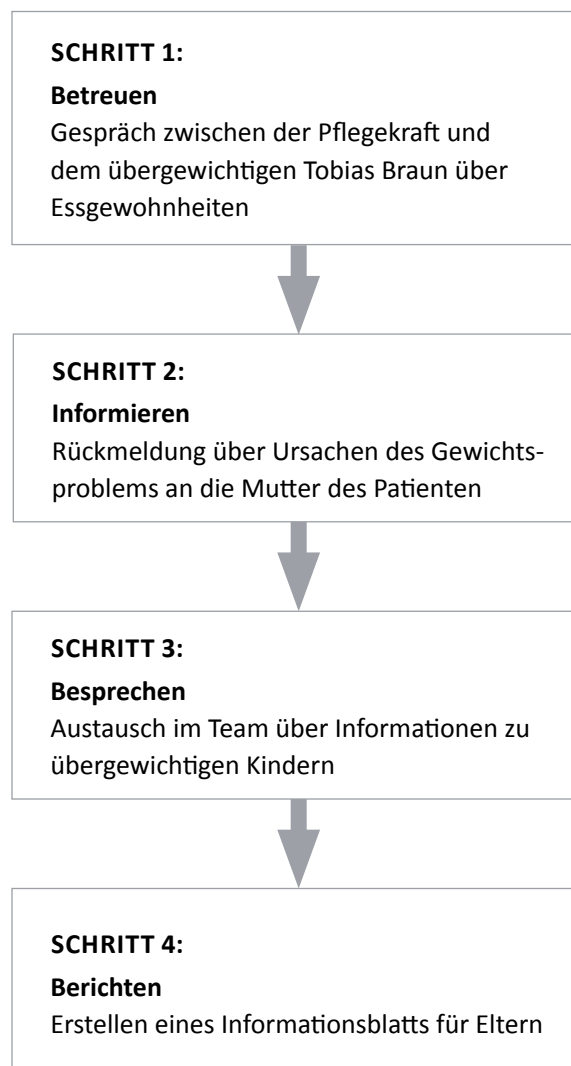 SCHRITT 1:
Betreuen
Gespräch zwischen der Pflegekraft und
dem übergewichtigen Tobias Braun über
Essgewohnheiten
SCHRITT 2:
Informieren
Rückmeldung über Ursachen des Gewichts-
problems an die Mutter des Patienten
SCHRITT 3:
Besprechen
Austausch im Team über Informationen zu
übergewichtigen Kindern
SCHRITT 4:
Berichten
Erstellen eines Informationsblatts für Eltern